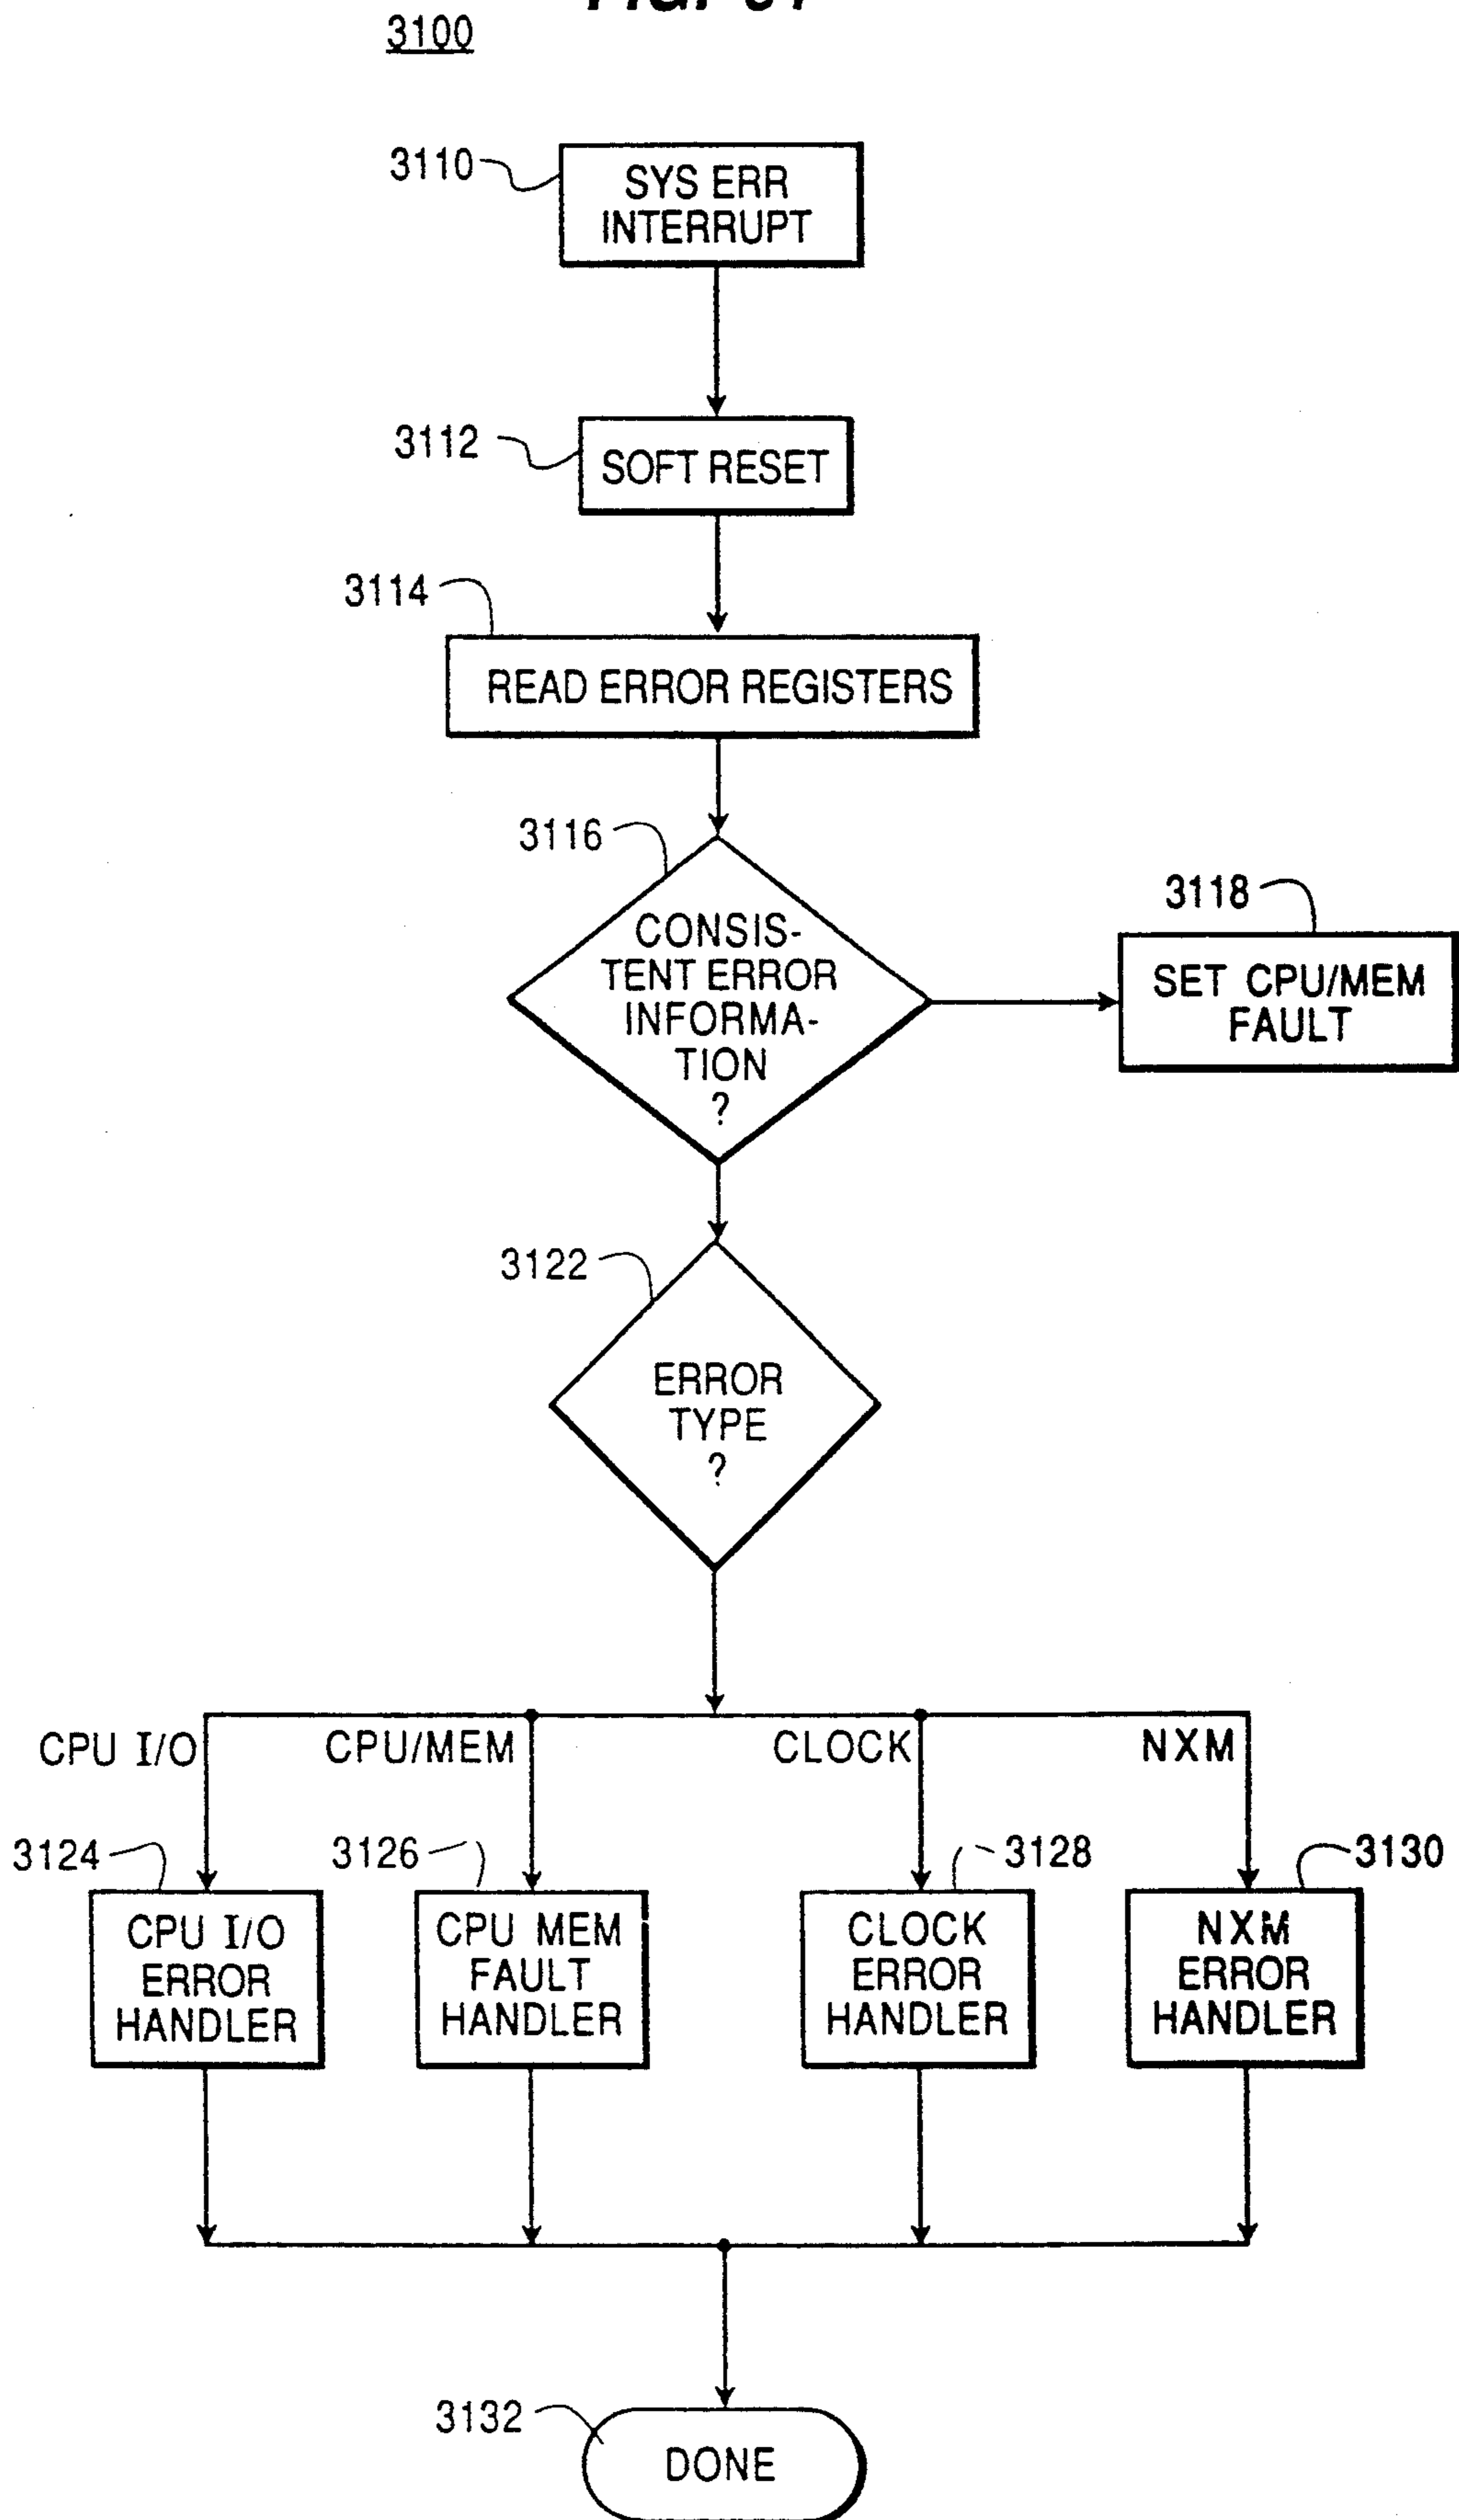 3100
3110
SYS ERR
INTERRUPT
3112
SOFT RESET
3114
READ ERROR REGISTERS
3116
CONSIS-
TENT ERROR
INFORMA-
TION
?
3118
SET CPU/MEM
FAULT
3122
ERROR
TYPE
?
CPU I/O
CPU/MEM
CLOCK
NXM
3124
3126
3128
3130
CPU I/O
ERROR
HANDLER
CPU MEM
FAULT
HANDLER
CLOCK
ERROR
HANDLER
NXM
ERROR
HANDLER
3132
DONE